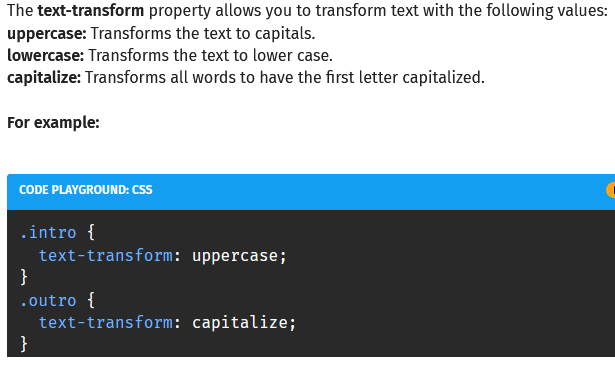 The text-transform property allows you to transform text with the following values:
uppercase: Transforms the text to capitals.
lowercase: Transforms the text to lower case.
capitalize: Transforms all words to have the first letter capitalized.
For example:
CODE PLAYGROUND: CSS
.intro {
  text-transform: uppercase;
}
.outro {
  text-transform: capitalize;
}